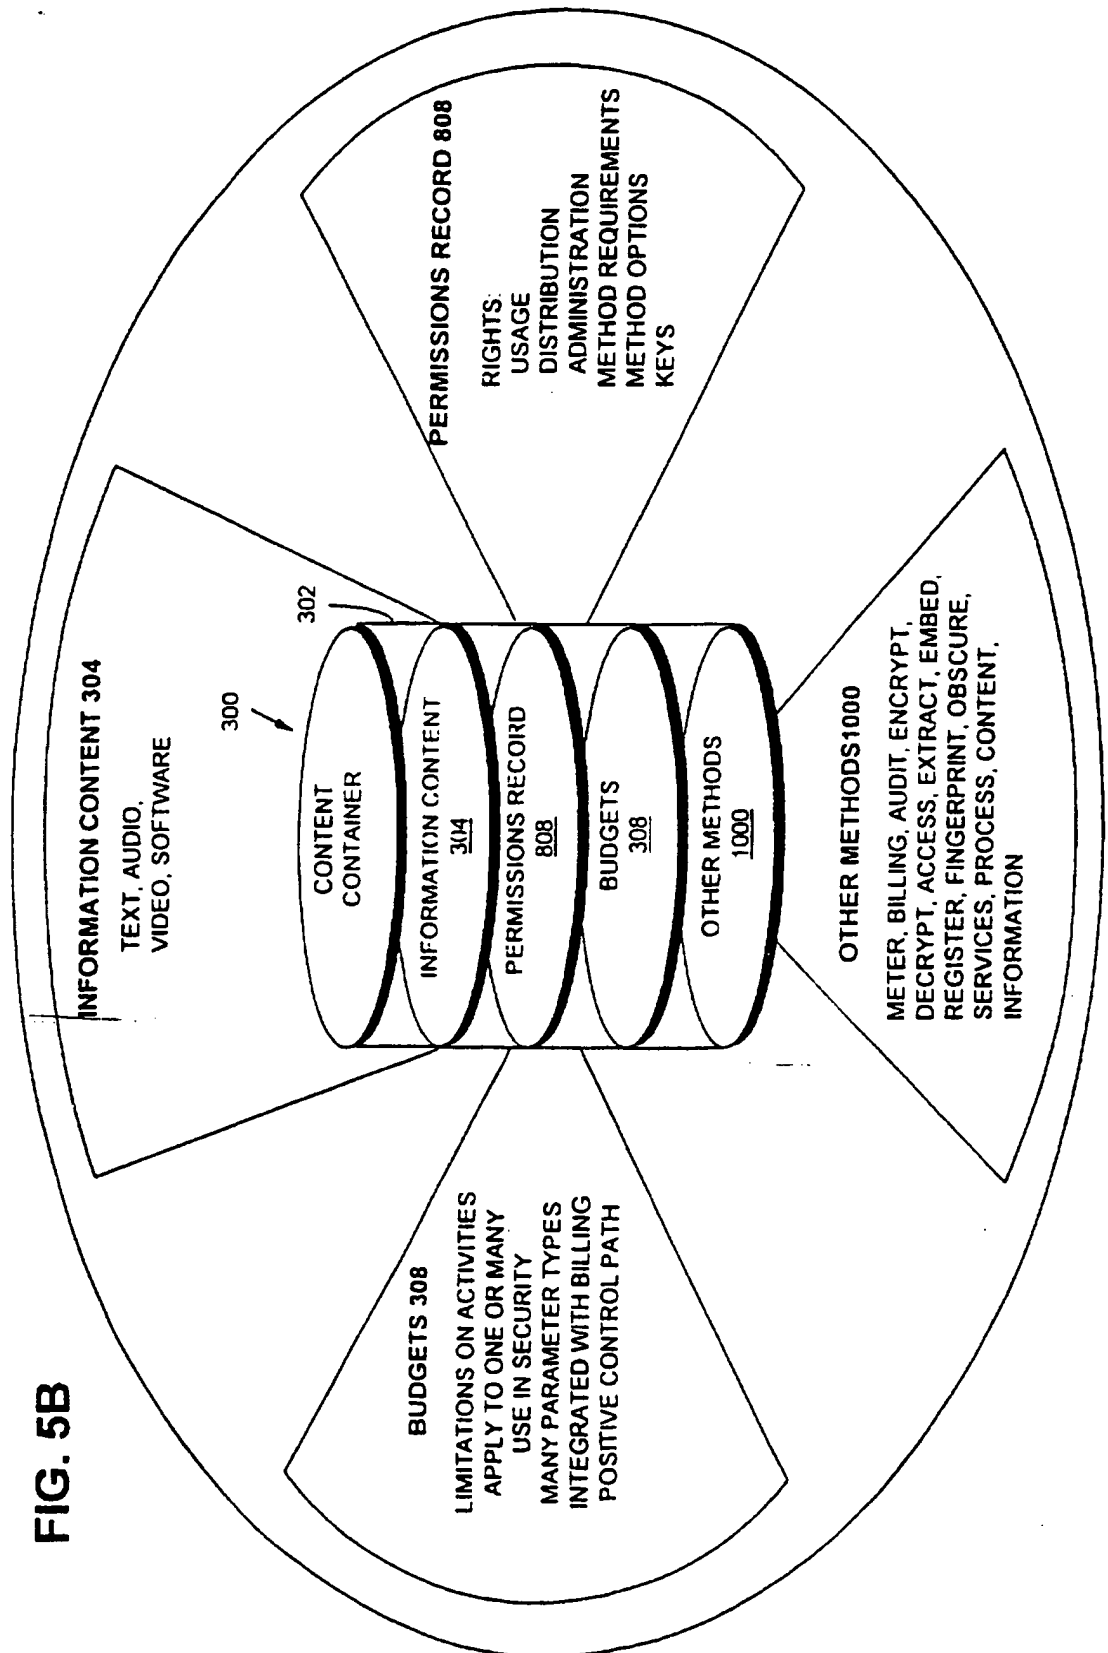 FIG. 5B
INFORMATION CONTENT 304
TEXT, AUDIO,
VIDEO, SOFTWARE
BUDGETS 308
LIMITATIONS ON ACTIVITIES
APPLY TO ONE OR MANY
USE IN SECURITY
MANY PARAMETER TYPES
INTEGRATED WITH BILLING
POSITIVE CONTROL PATH
300
302
CONTENT
CONTAINER
INFORMATION CONTENT
304
PERMISSIONS RECORD
808
BUDGETS
308
OTHER METHODS
1000
PERMISSIONS RECORD 808
RIGHTS:
USAGE
DISTRIBUTION
ADMINISTRATION
METHOD REQUIREMENTS
METHOD OPTIONS
KEYS
OTHER METHODS1000
METER, BILLING, AUDIT, ENCRYPT,
DECRYPT, ACCESS, EXTRACT, EMBED,
REGISTER, FINGERPRINT, OBSCURE,
SERVICES, PROCESS, CONTENT,
INFORMATION